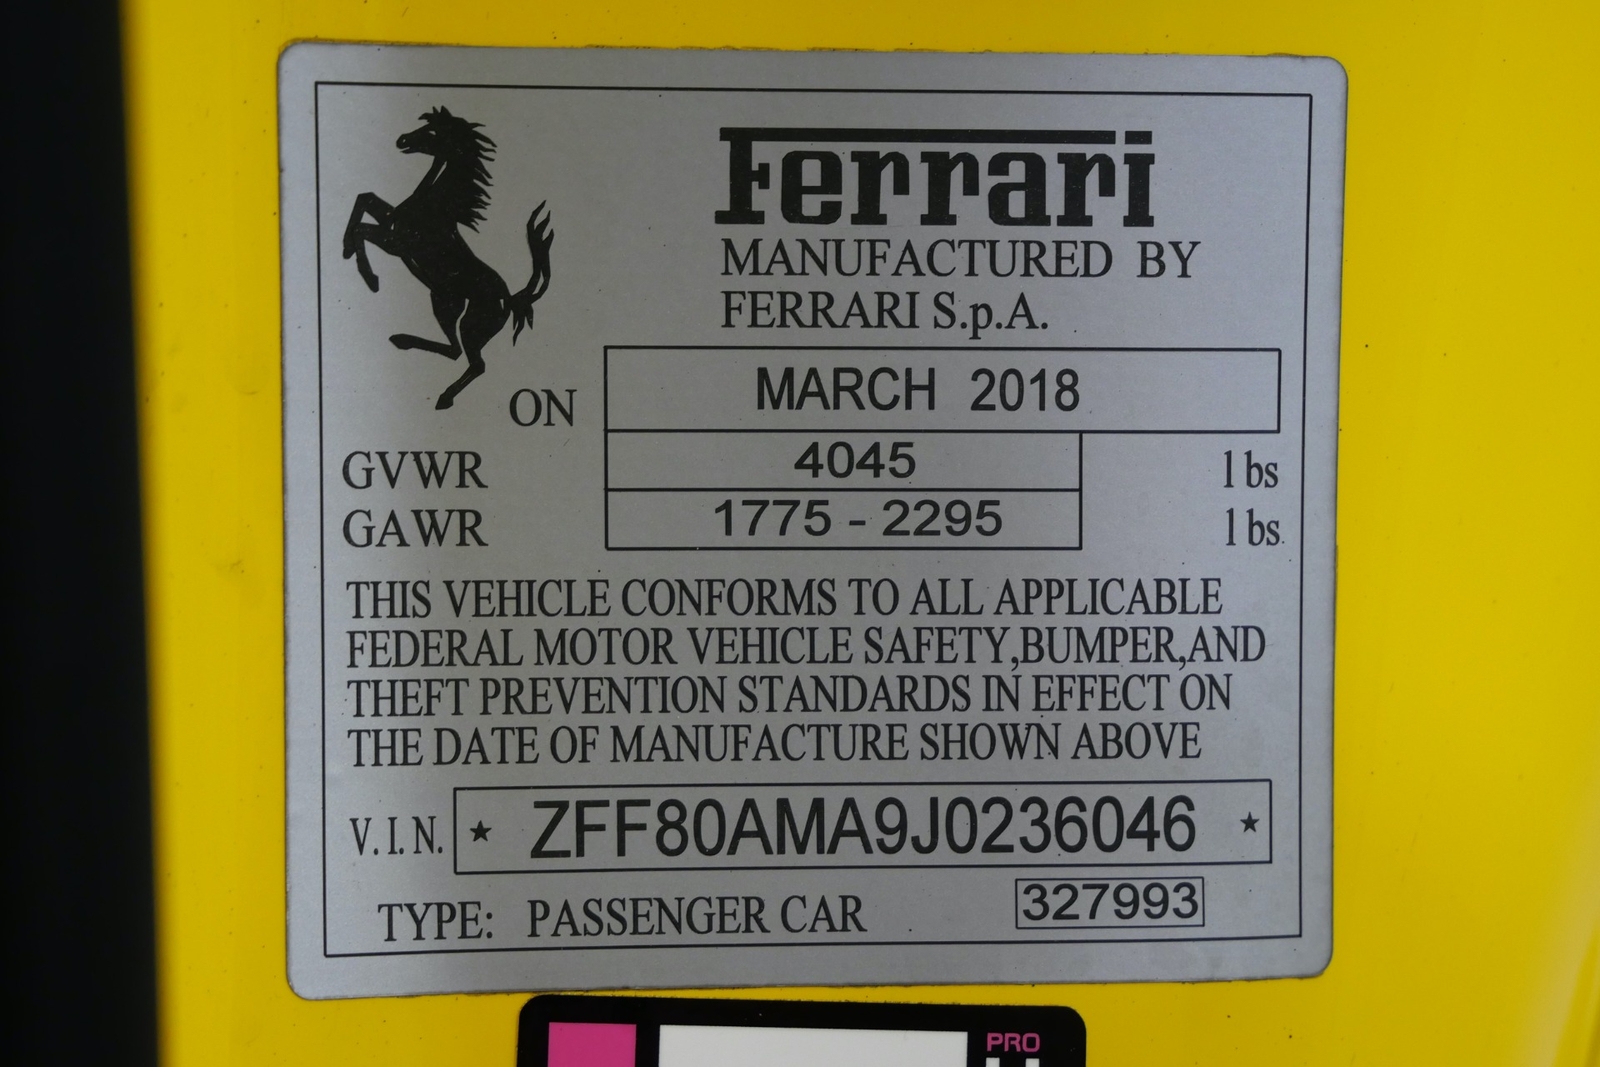 Ferrari
MANUFACTURED BY
FERRARI S.p.A.
ON MARCH 2018
GVWR 4045 lbs
GAWR 1775 - 2295 lbs
THIS VEHICLE CONFORMS TO ALL APPLICABLE
FEDERAL MOTOR VEHICLE SAFETY,BUMPER,AND
THEFT PREVENTION STANDARDS IN EFFECT ON
THE DATE OF MANUFACTURE SHOWN ABOVE
V.I.N. ★ ZFF80AMA9J0236046 ★
TYPE: PASSENGER CAR 327993
PRO